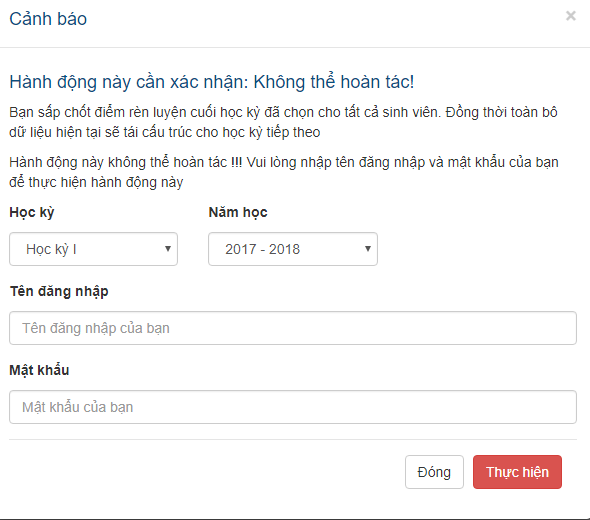 Cảnh báo ×
Hành động này cần xác nhận: Không thể hoàn tác!
Bạn sắp chốt điểm rèn luyện cuối học kỳ đã chọn cho tất cả sinh viên. Đồng thời toàn bô
dữ liệu hiện tại sẽ tái cấu trúc cho học kỳ tiếp theo
Hành động này không thể hoàn tác !!! Vui lòng nhập tên đăng nhập và mật khẩu của bạn
để thực hiện hành động này
Học kỳ Năm học
Học kỳ I 2017 - 2018
Tên đăng nhập
Tên đăng nhập của bạn
Mật khẩu
Mật khẩu của bạn
Đóng Thực hiện